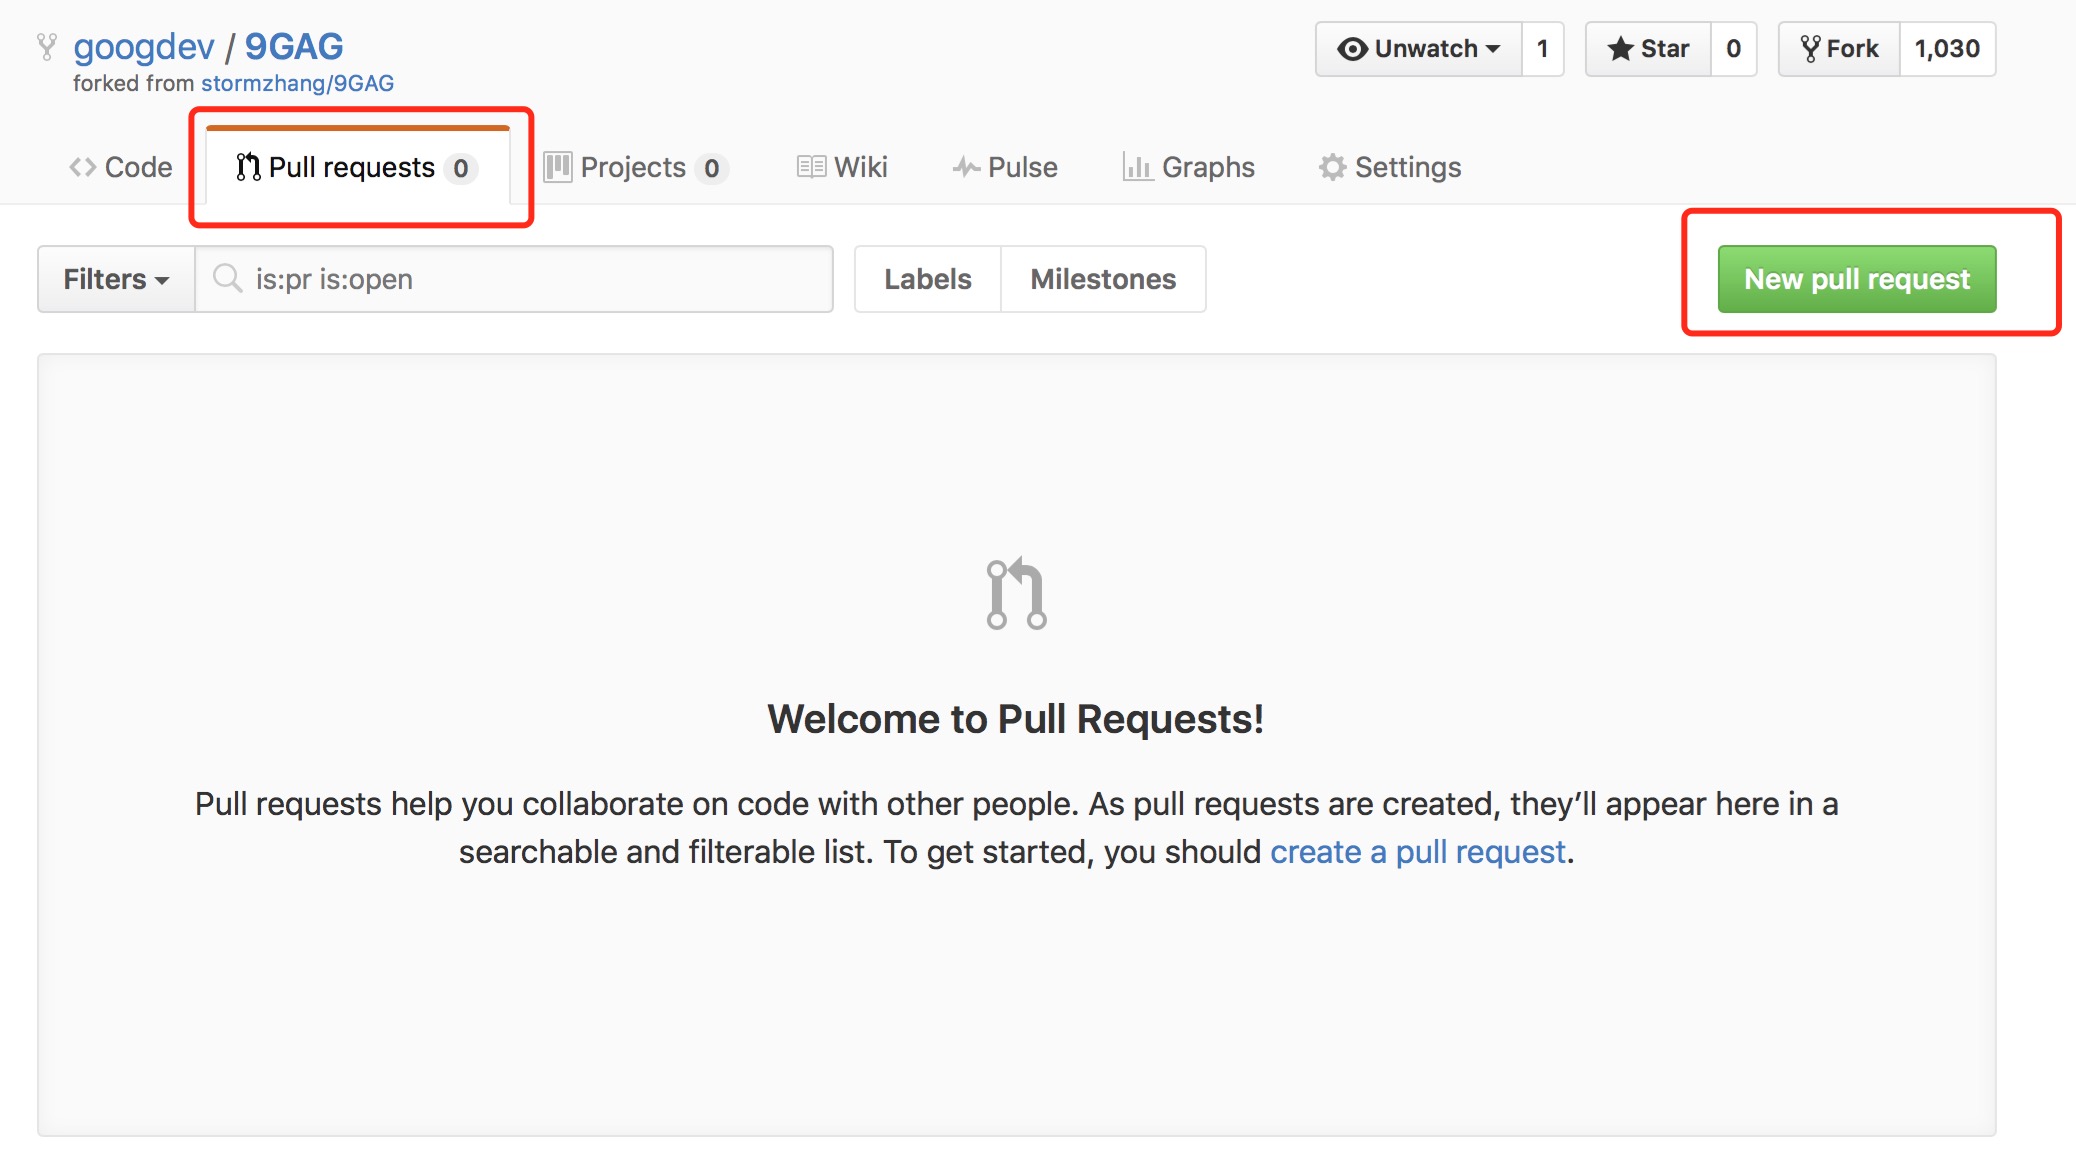 googdev / 9GAG
forked from stormzhang/9GAG
Unwatch 1 Star 0 Fork 1,030
Code Pull requests 0 Projects 0 Wiki Pulse Graphs Settings
Filters is:pr is:open Labels Milestones New pull request
Welcome to Pull Requests!
Pull requests help you collaborate on code with other people. As pull requests are created, they’ll appear here in a
searchable and filterable list. To get started, you should create a pull request.